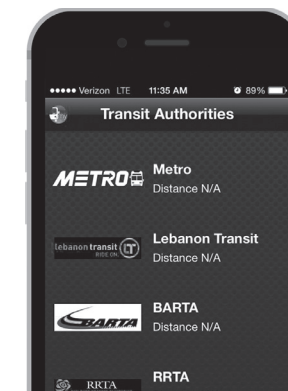 Verizon LTE 11:35 AM 89%
Transit Authorities
METRO
Metro
Distance N/A
lebanon transit LT
RIDE ON.
Lebanon Transit
Distance N/A
BARTA
BARTA
Distance N/A
RRTA
RRTA